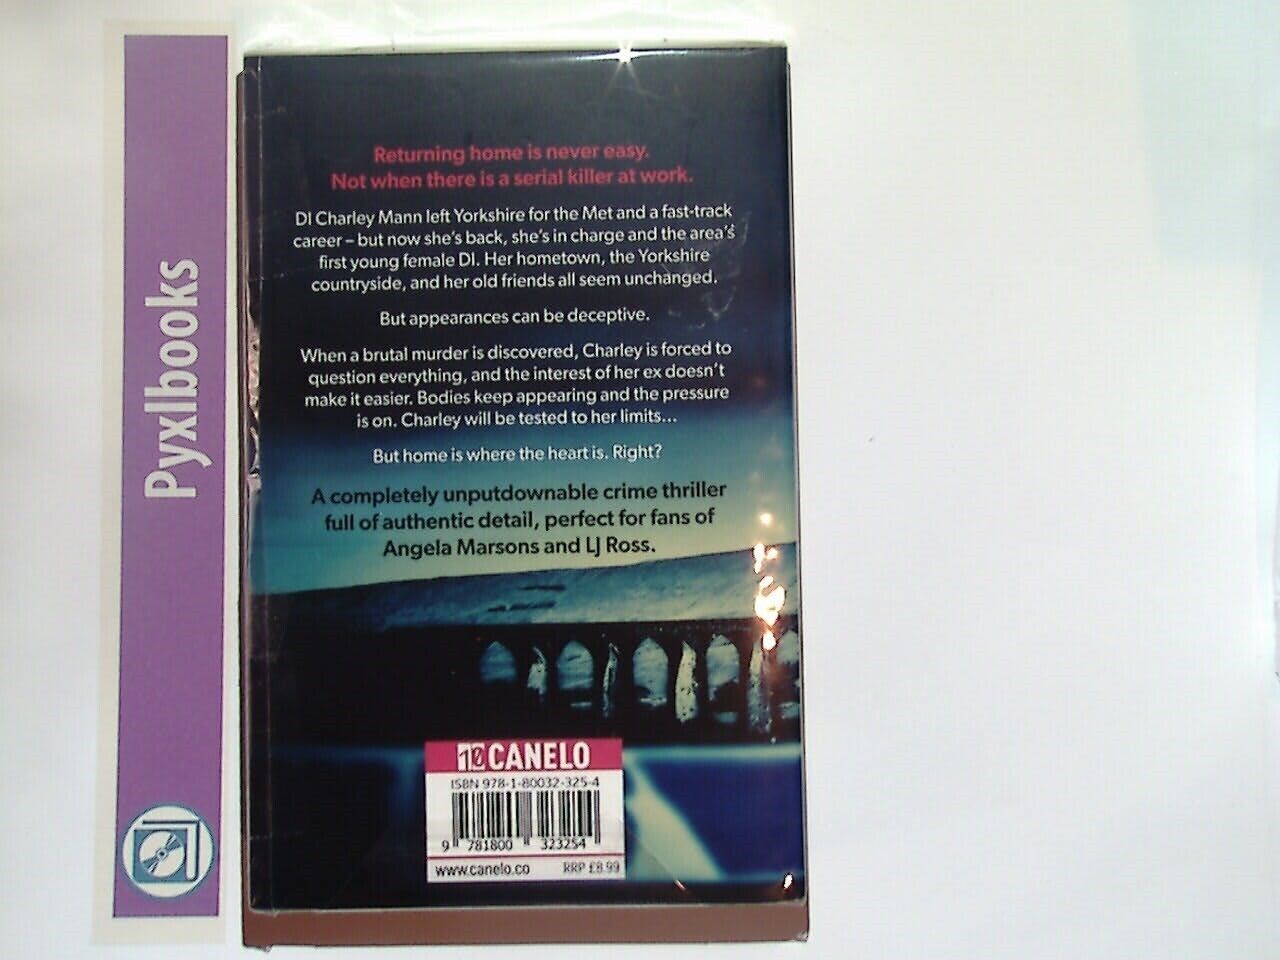 Pyxlbooks
Returning home is never easy.
Not when there is a serial killer at work.
DI Charley Mann left Yorkshire for the Met and a fast-track
career – but now she's back, she's in charge and the area's
first young female DI. Her hometown, the Yorkshire
countryside, and her old friends all seem unchanged.
But appearances can be deceptive.
When a brutal murder is discovered, Charley is forced to
question everything, and the interest of her ex doesn't
make it easier. Bodies keep appearing and the pressure
is on. Charley will be tested to her limits...
But home is where the heart is. Right?
A completely unputdownable crime thriller
full of authentic detail, perfect for fans of
Angela Marsons and LJ Ross.
CANELO
ISBN 978-1-80032-325-4
9 781800 323254
www.canelo.co RRP £8.99